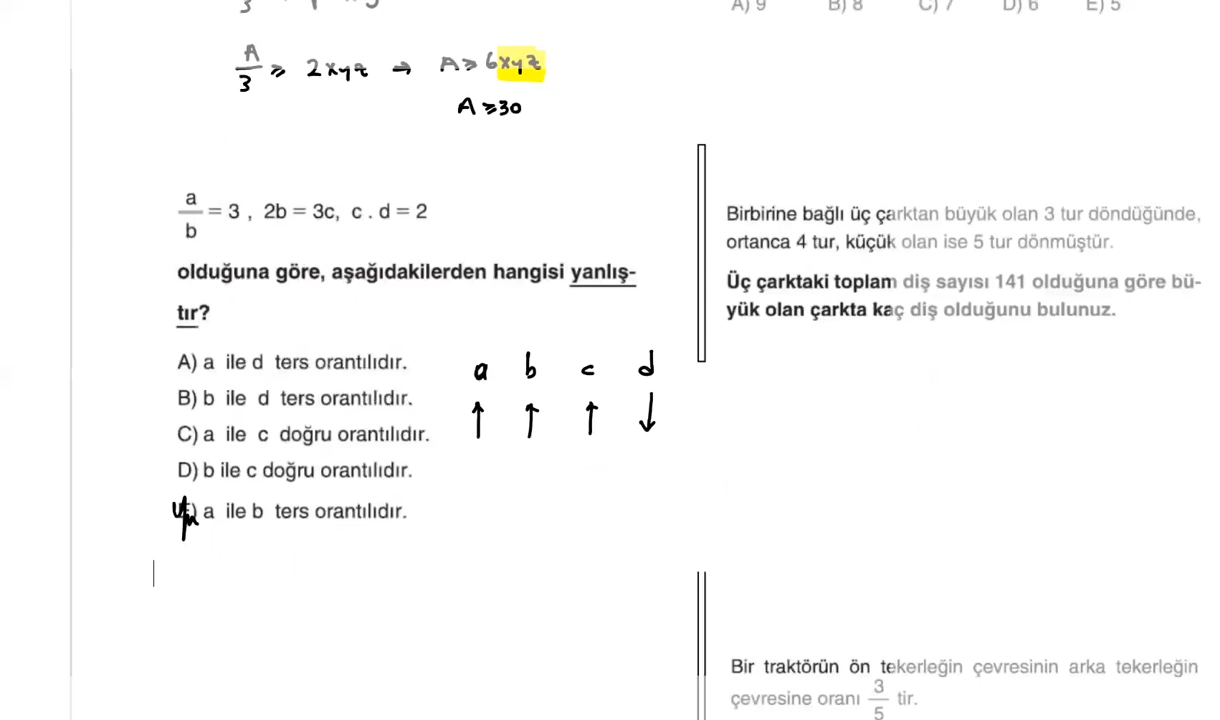 A) 9 B) 8 C) 7 D) 6 E) 5
A/3 ≥ 2xyz → A ≥ 6xyz
A ≥ 30
a/b = 3 , 2b = 3c, c . d = 2
olduğuna göre, aşağıdakilerden hangisi yanlış-
tır?
A) a ile d ters orantılıdır.
B) b ile d ters orantılıdır.
C) a ile c doğru orantılıdır.
D) b ile c doğru orantılıdır.
) a ile b ters orantılıdır.
a b c d
↑ ↑ ↑ ↓
Birbirine bağlı üç çarktan büyük olan 3 tur döndüğünde,
ortanca 4 tur, küçük olan ise 5 tur dönmüştür.
Üç çarktaki toplam diş sayısı 141 olduğuna göre bü-
yük olan çarkta kaç diş olduğunu bulunuz.
Bir traktörün ön tekerleğin çevresinin arka tekerleğin
çevresine oranı 3/5 tir.